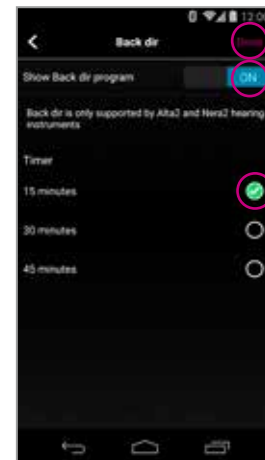 12:00
Back dir
Done
Show Back dir program
ON
Back dir is only supported by Alta2 and Nera2 hearing
instruments
Timer
15 minutes
30 minutes
45 minutes